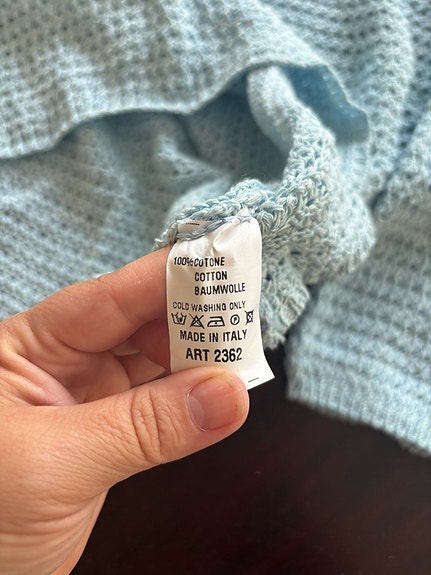 100%COTONE
COTTON
BAUMWOLLE
COLD WASHING ONLY
MADE IN ITALY
ART 2362